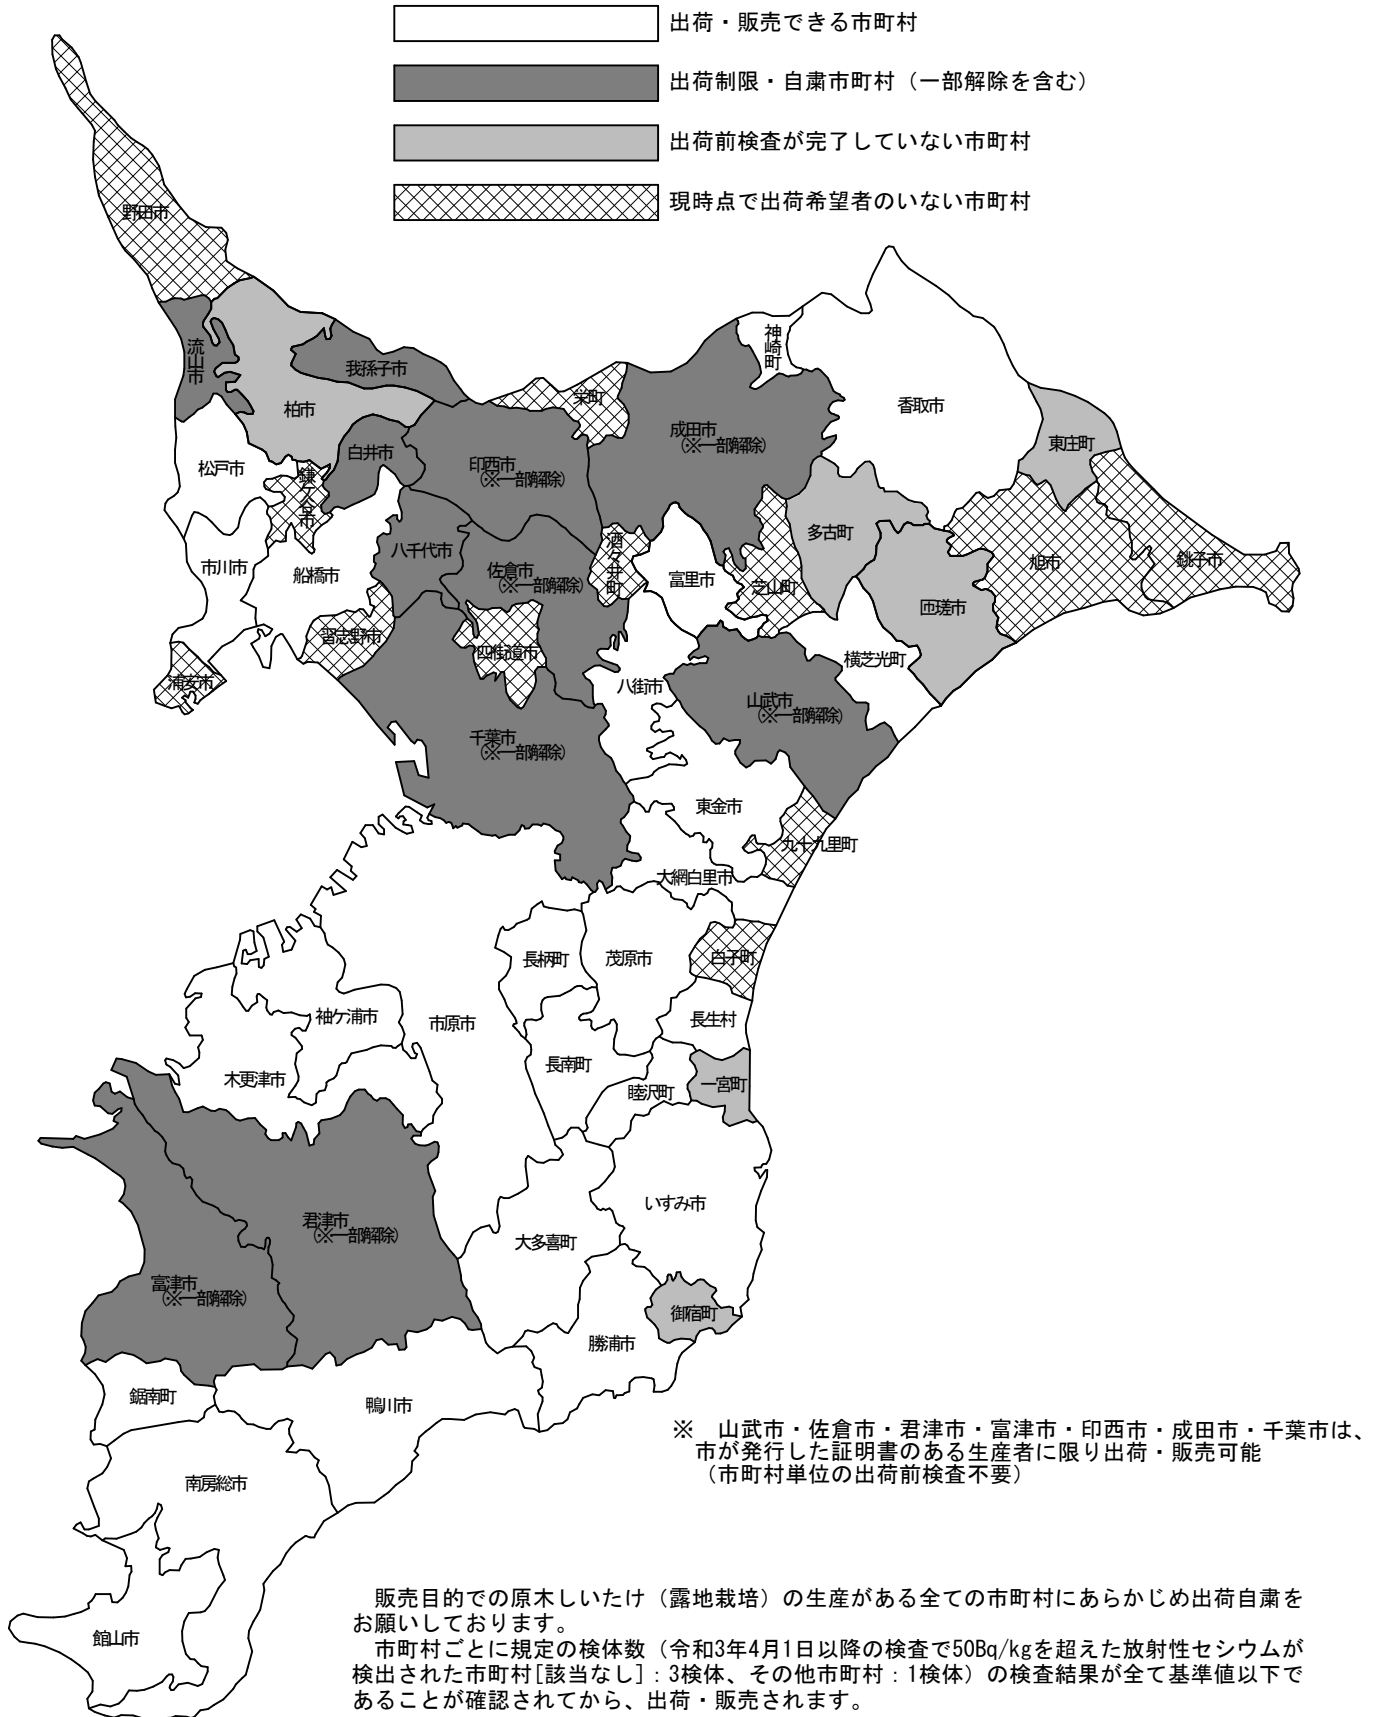 出荷・販売できる市町村
出荷制限・自粛市町村（一部解除を含む）
出荷前検査が完了していない市町村
現時点で出荷希望者のいない市町村
野田市
流山市
我孫子市
柏市
神崎町
香取市
栄町
成田市
（※一部解除）
東庄町
松戸市
鎌ケ谷市
白井市
印西市
（※一部解除）
多古町
銚子市
旭市
市川市
船橋市
八千代市
佐倉市
（※一部解除）
酒々井町
富里市
芝山町
匝瑳市
習志野市
四街道市
横芝光町
浦安市
八街市
山武市
（※一部解除）
千葉市
（※一部解除）
東金市
九十九里町
大網白里市
長柄町
茂原市
白子町
袖ケ浦市
市原市
長生村
木更津市
長南町
睦沢町
一宮町
いすみ市
君津市
（※一部解除）
大多喜町
富津市
（※一部解除）
御宿町
勝浦市
鋸南町
鴨川市
※　山武市・佐倉市・君津市・富津市・印西市・成田市・千葉市は、
市が発行した証明書のある生産者に限り出荷・販売可能
（市町村単位の出荷前検査不要）
南房総市
館山市
販売目的での原木しいたけ（露地栽培）の生産がある全ての市町村にあらかじめ出荷自粛を
お願いしております。
市町村ごとに規定の検体数（令和3年4月1日以降の検査で50Bq/kgを超えた放射性セシウムが
検出された市町村[該当なし]：3検体、その他市町村：1検体）の検査結果が全て基準値以下で
あることが確認されてから、出荷・販売されます。